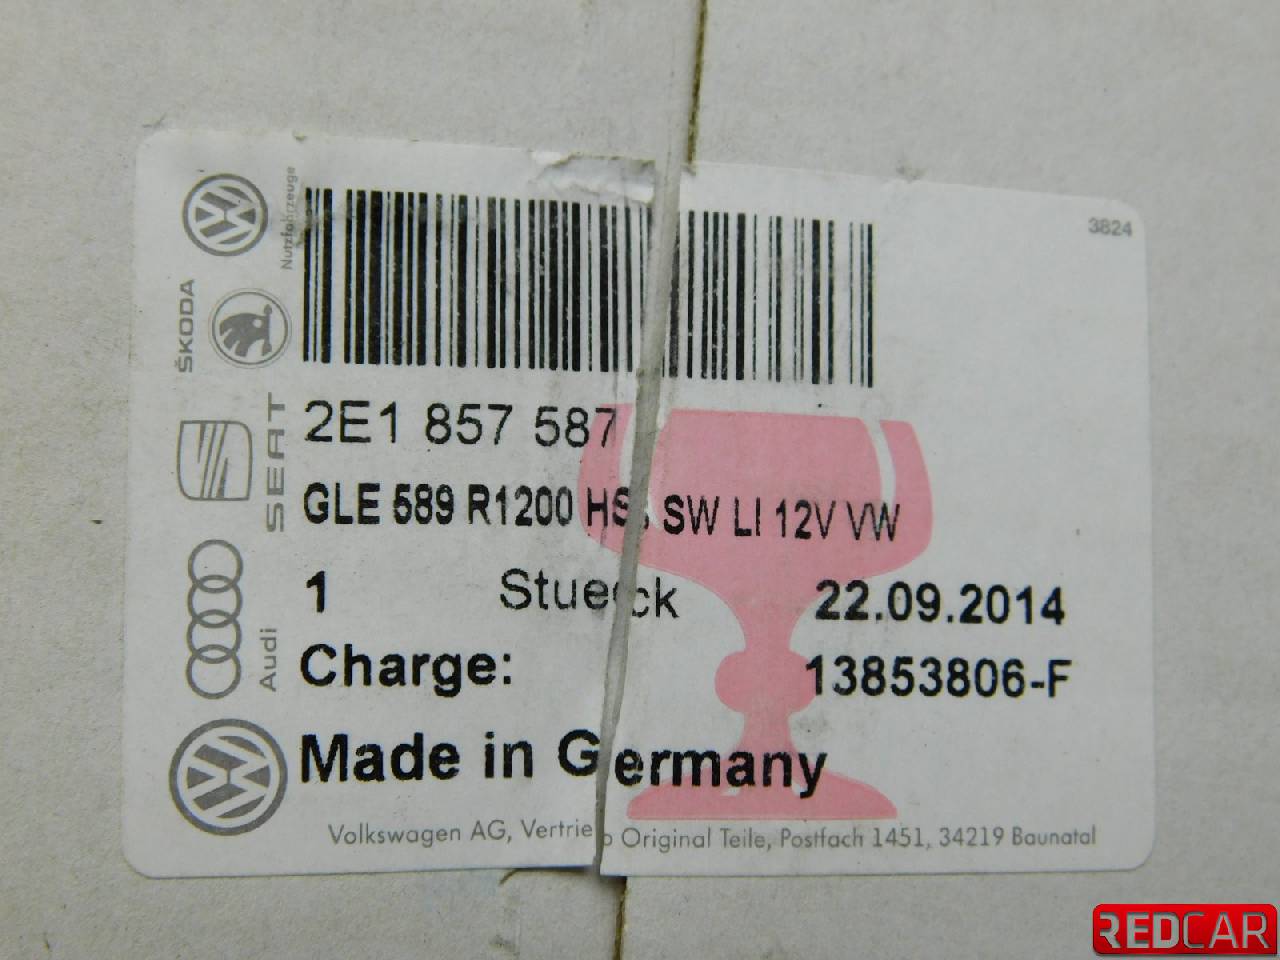 3824
Nutzfahrzeuge
ŠKODA
SEAT
Audi
2E1 857 587
GLE 589 R1200 HS, SW LI 12V VW
1 Stueck 22.09.2014
Charge: 13853806-F
Made in Germany
Volkswagen AG, Vertrieb Original Teile, Postfach 1451, 34219 Baunatal
REDCAR